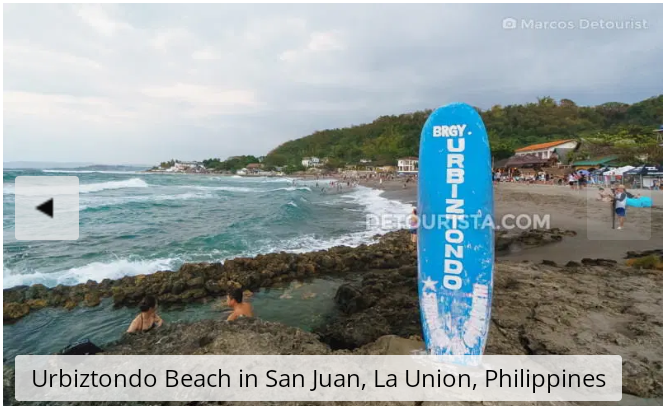 Marcos Detourist
BRGY.
URBIZTONDO
DETOURISTA.COM
Urbiztondo Beach in San Juan, La Union, Philippines